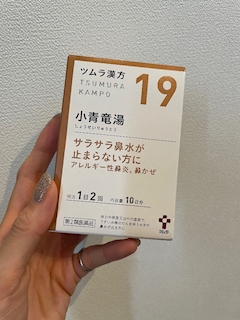 ツムラ漢方
TSUMURA
KAMPO
19
小青竜湯
しょうせいりゅうとう
サラサラ鼻水が
止まらない方に
アレルギー性鼻炎、鼻かぜ
1日2回
内容量 10日分
第2類医薬品